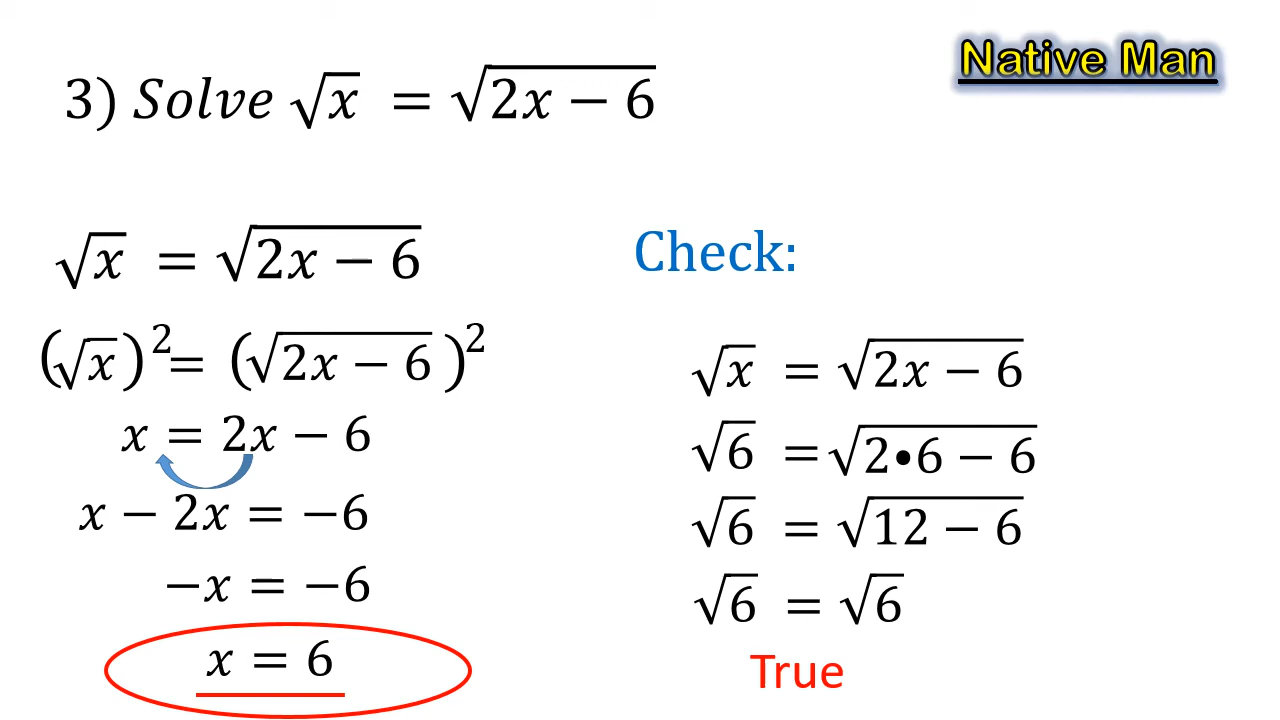 Native Man
3) Solve √x = √(2x − 6)
√x = √(2x − 6)
(√x)² = (√(2x − 6))²
x = 2x − 6
x − 2x = −6
−x = −6
x = 6
Check:
√x = √(2x − 6)
√6 = √(2•6 − 6)
√6 = √(12 − 6)
√6 = √6
True